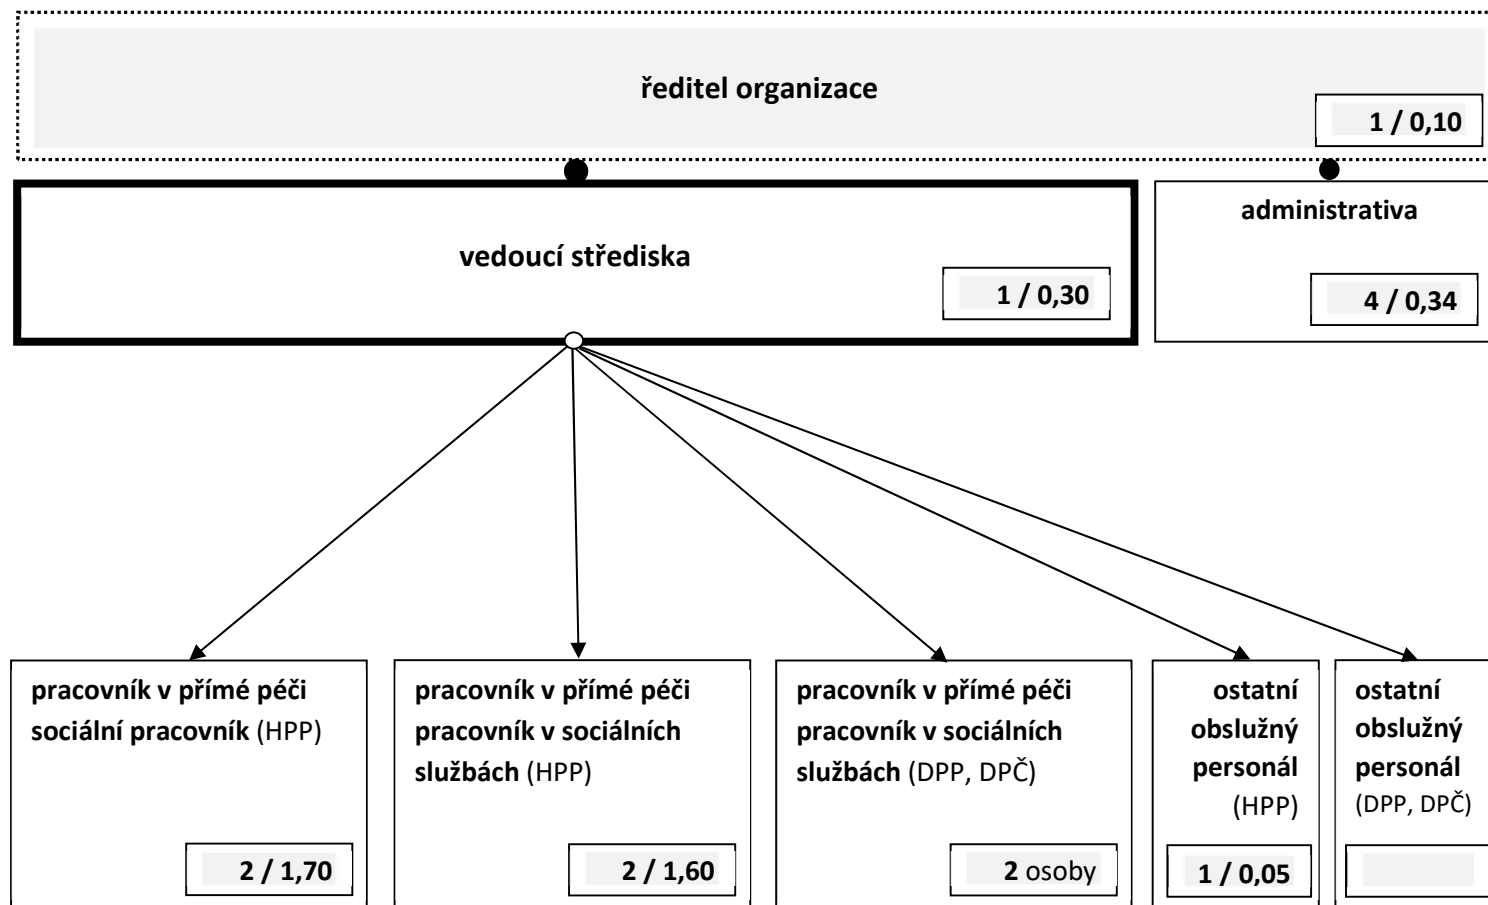 ředitel organizace
1 / 0,10
vedoucí střediska
1 / 0,30
administrativa
4 / 0,34
pracovník v přímé péči
sociální pracovník (HPP)
2 / 1,70
pracovník v přímé péči
pracovník v sociálních
službách (HPP)
2 / 1,60
pracovník v přímé péči
pracovník v sociálních
službách (DPP, DPČ)
2 osoby
ostatní
obslužný
personál
(HPP)
1 / 0,05
ostatní
obslužný
personál
(DPP, DPČ)